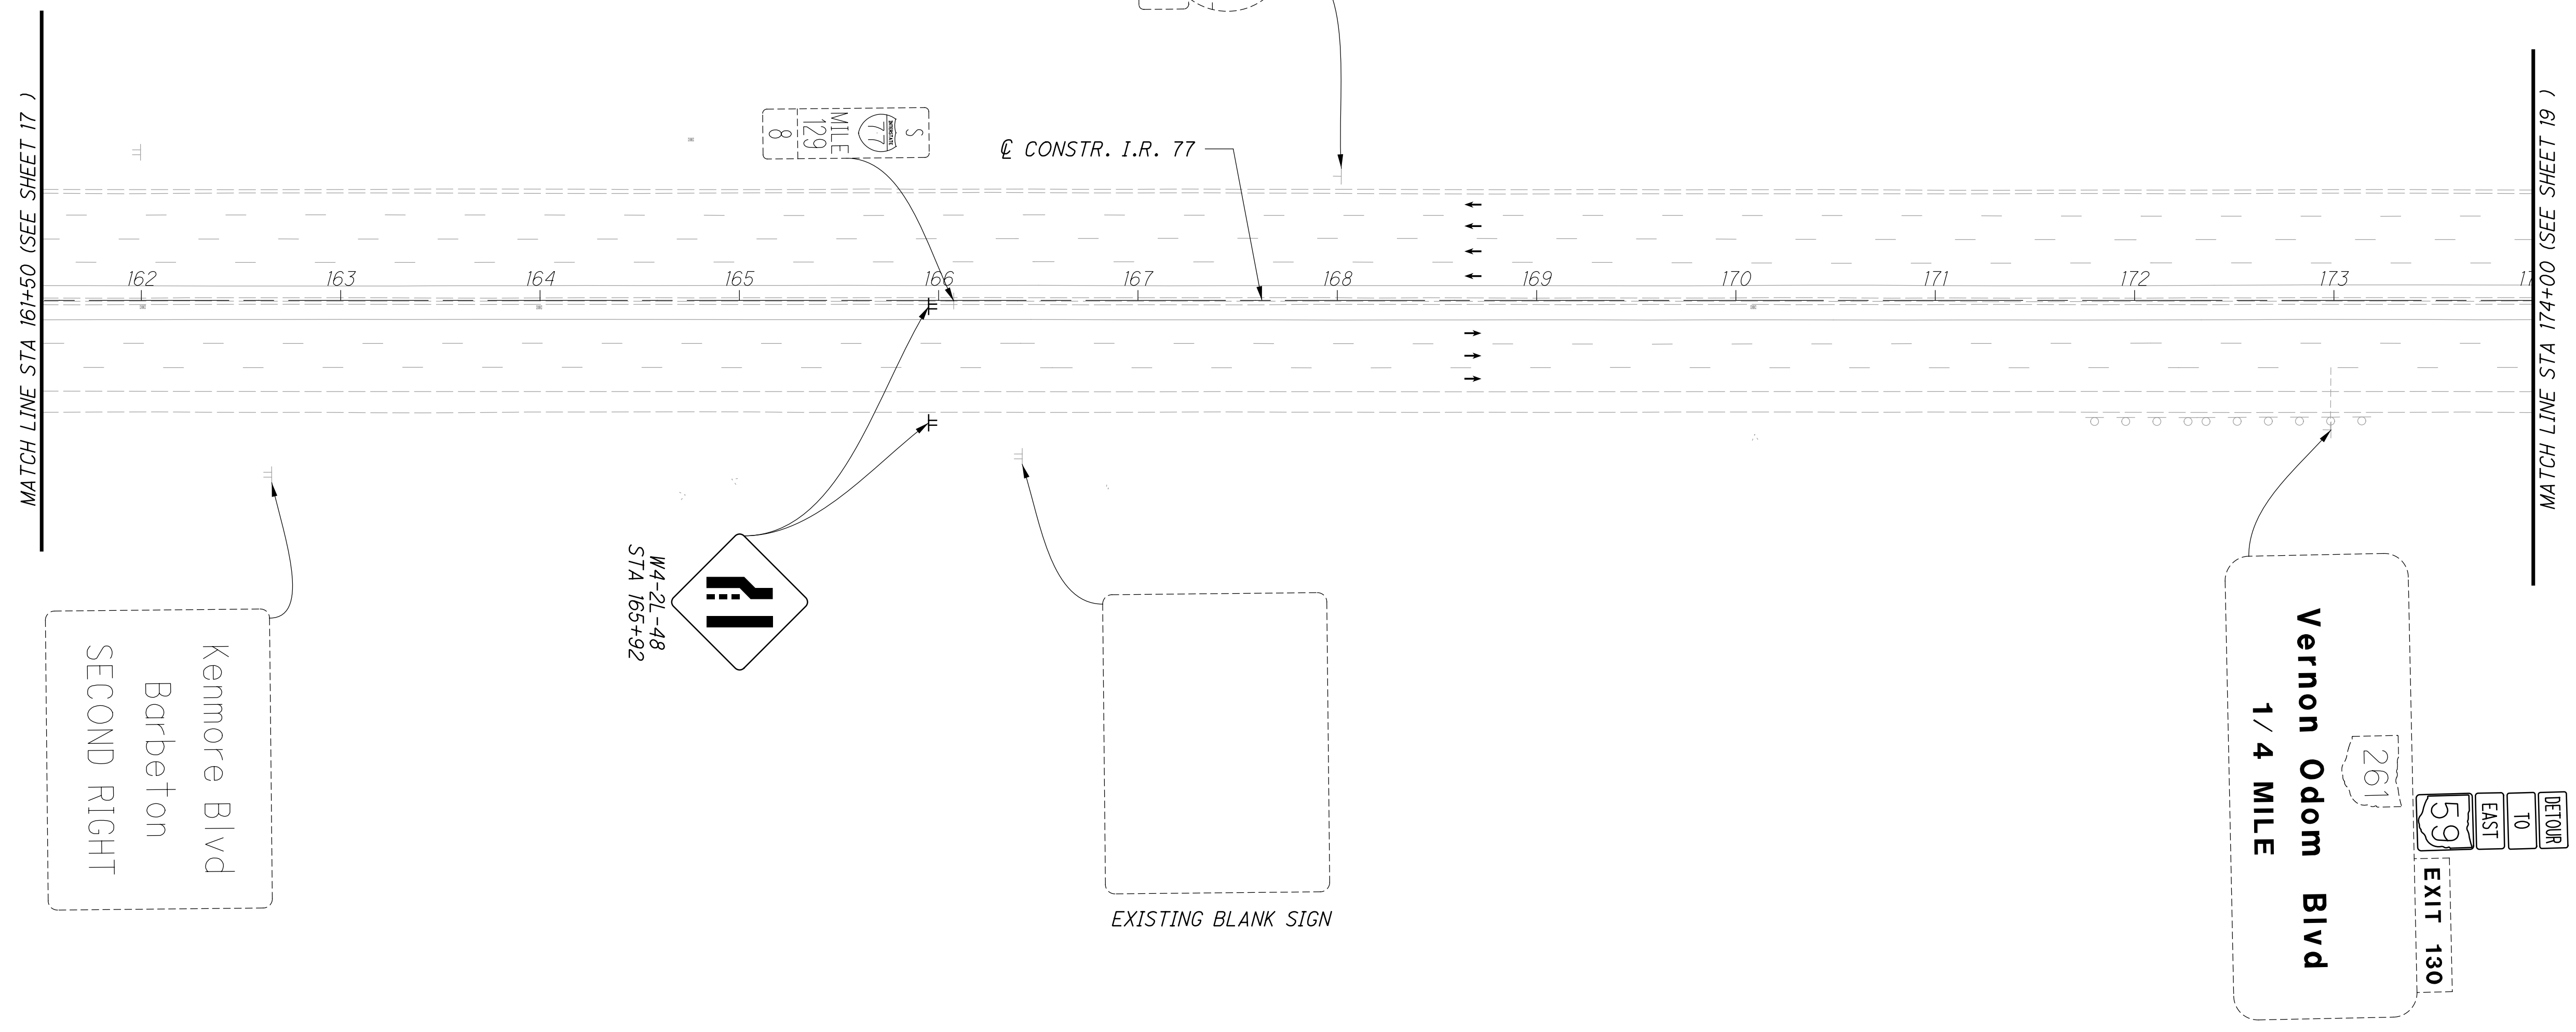 MATCH LINE STA 161+50 (SEE SHEET 17 )
S
INTERSTATE
77
MILE
129
8
℄ CONSTR. I.R. 77
162 163 164 165 166 167 168 169 170 171 172 173
MATCH LINE STA 174+00 (SEE SHEET 19 )
Kenmore Blvd
Barbeton
SECOND RIGHT
W4-2L-48
STA 165+92
EXISTING BLANK SIGN
DETOUR
TO
EAST
59
EXIT 130
261
Vernon Odom Blvd
1/4 MILE